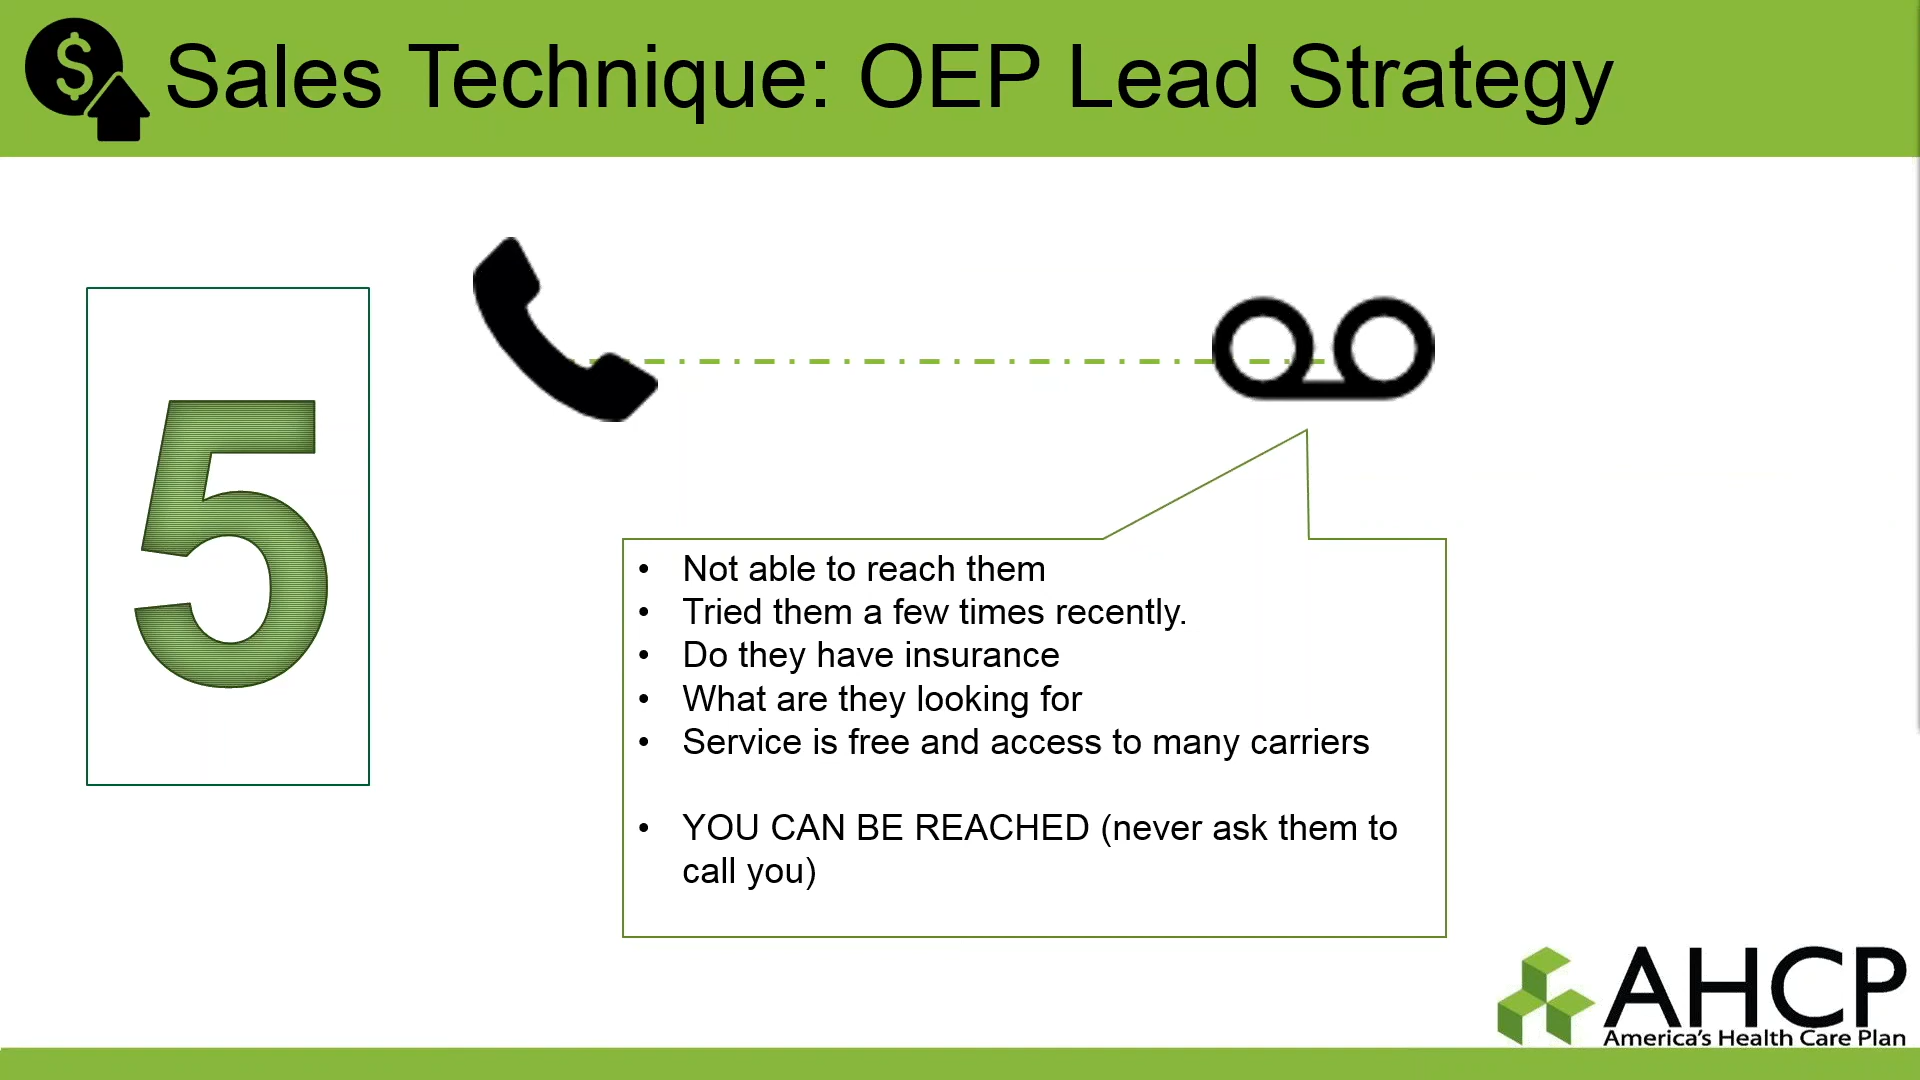 $ Sales Technique: OEP Lead Strategy
5
• Not able to reach them
• Tried them a few times recently.
• Do they have insurance
• What are they looking for
• Service is free and access to many carriers
• YOU CAN BE REACHED (never ask them to
call you)
AHCP
America's Health Care Plan